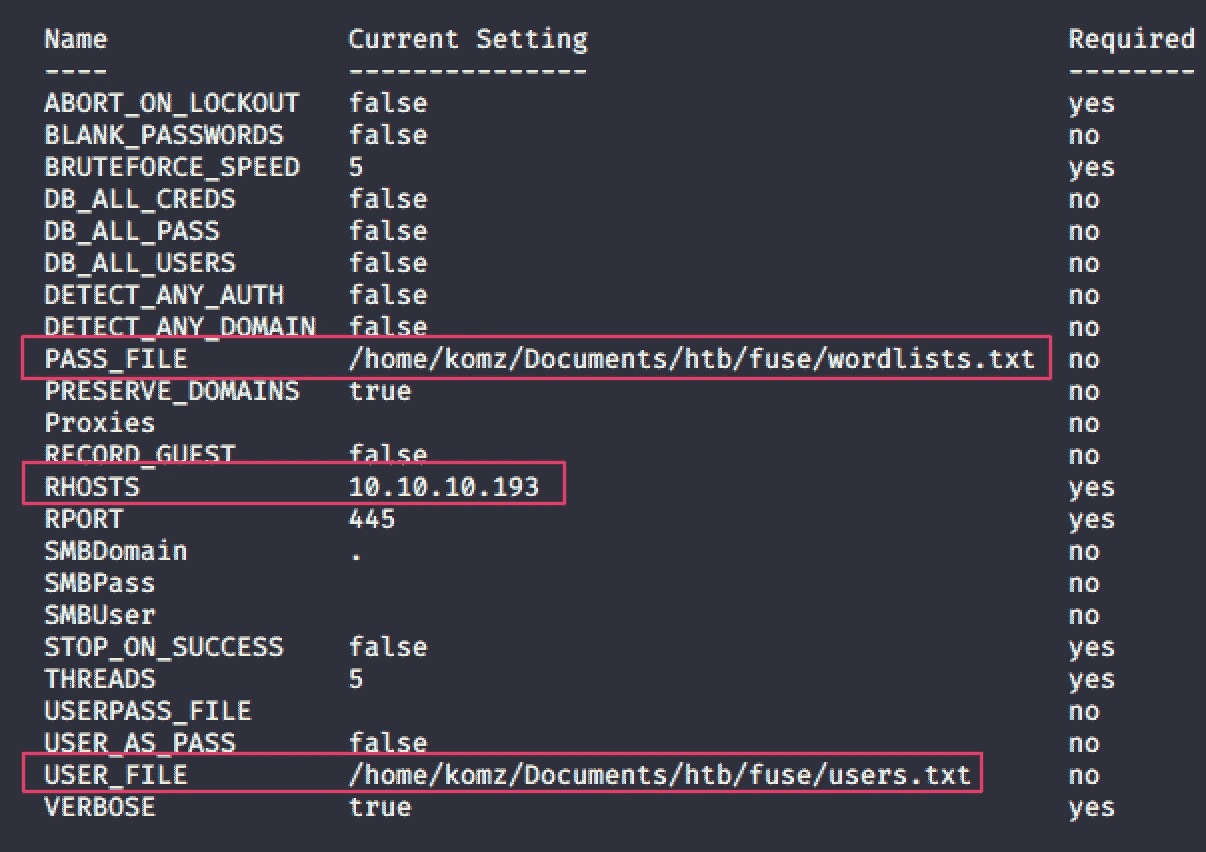 Name Current Setting Required
---- --------------- --------
ABORT_ON_LOCKOUT false yes
BLANK_PASSWORDS false no
BRUTEFORCE_SPEED 5 yes
DB_ALL_CREDS false no
DB_ALL_PASS false no
DB_ALL_USERS false no
DETECT_ANY_AUTH false no
DETECT_ANY_DOMAIN false no
PASS_FILE /home/komz/Documents/htb/fuse/wordlists.txt no
PRESERVE_DOMAINS true no
Proxies no
RECORD_GUEST false no
RHOSTS 10.10.10.193 yes
RPORT 445 yes
SMBDomain . no
SMBPass no
SMBUser no
STOP_ON_SUCCESS false yes
THREADS 5 yes
USERPASS_FILE no
USER_AS_PASS false no
USER_FILE /home/komz/Documents/htb/fuse/users.txt no
VERBOSE true yes